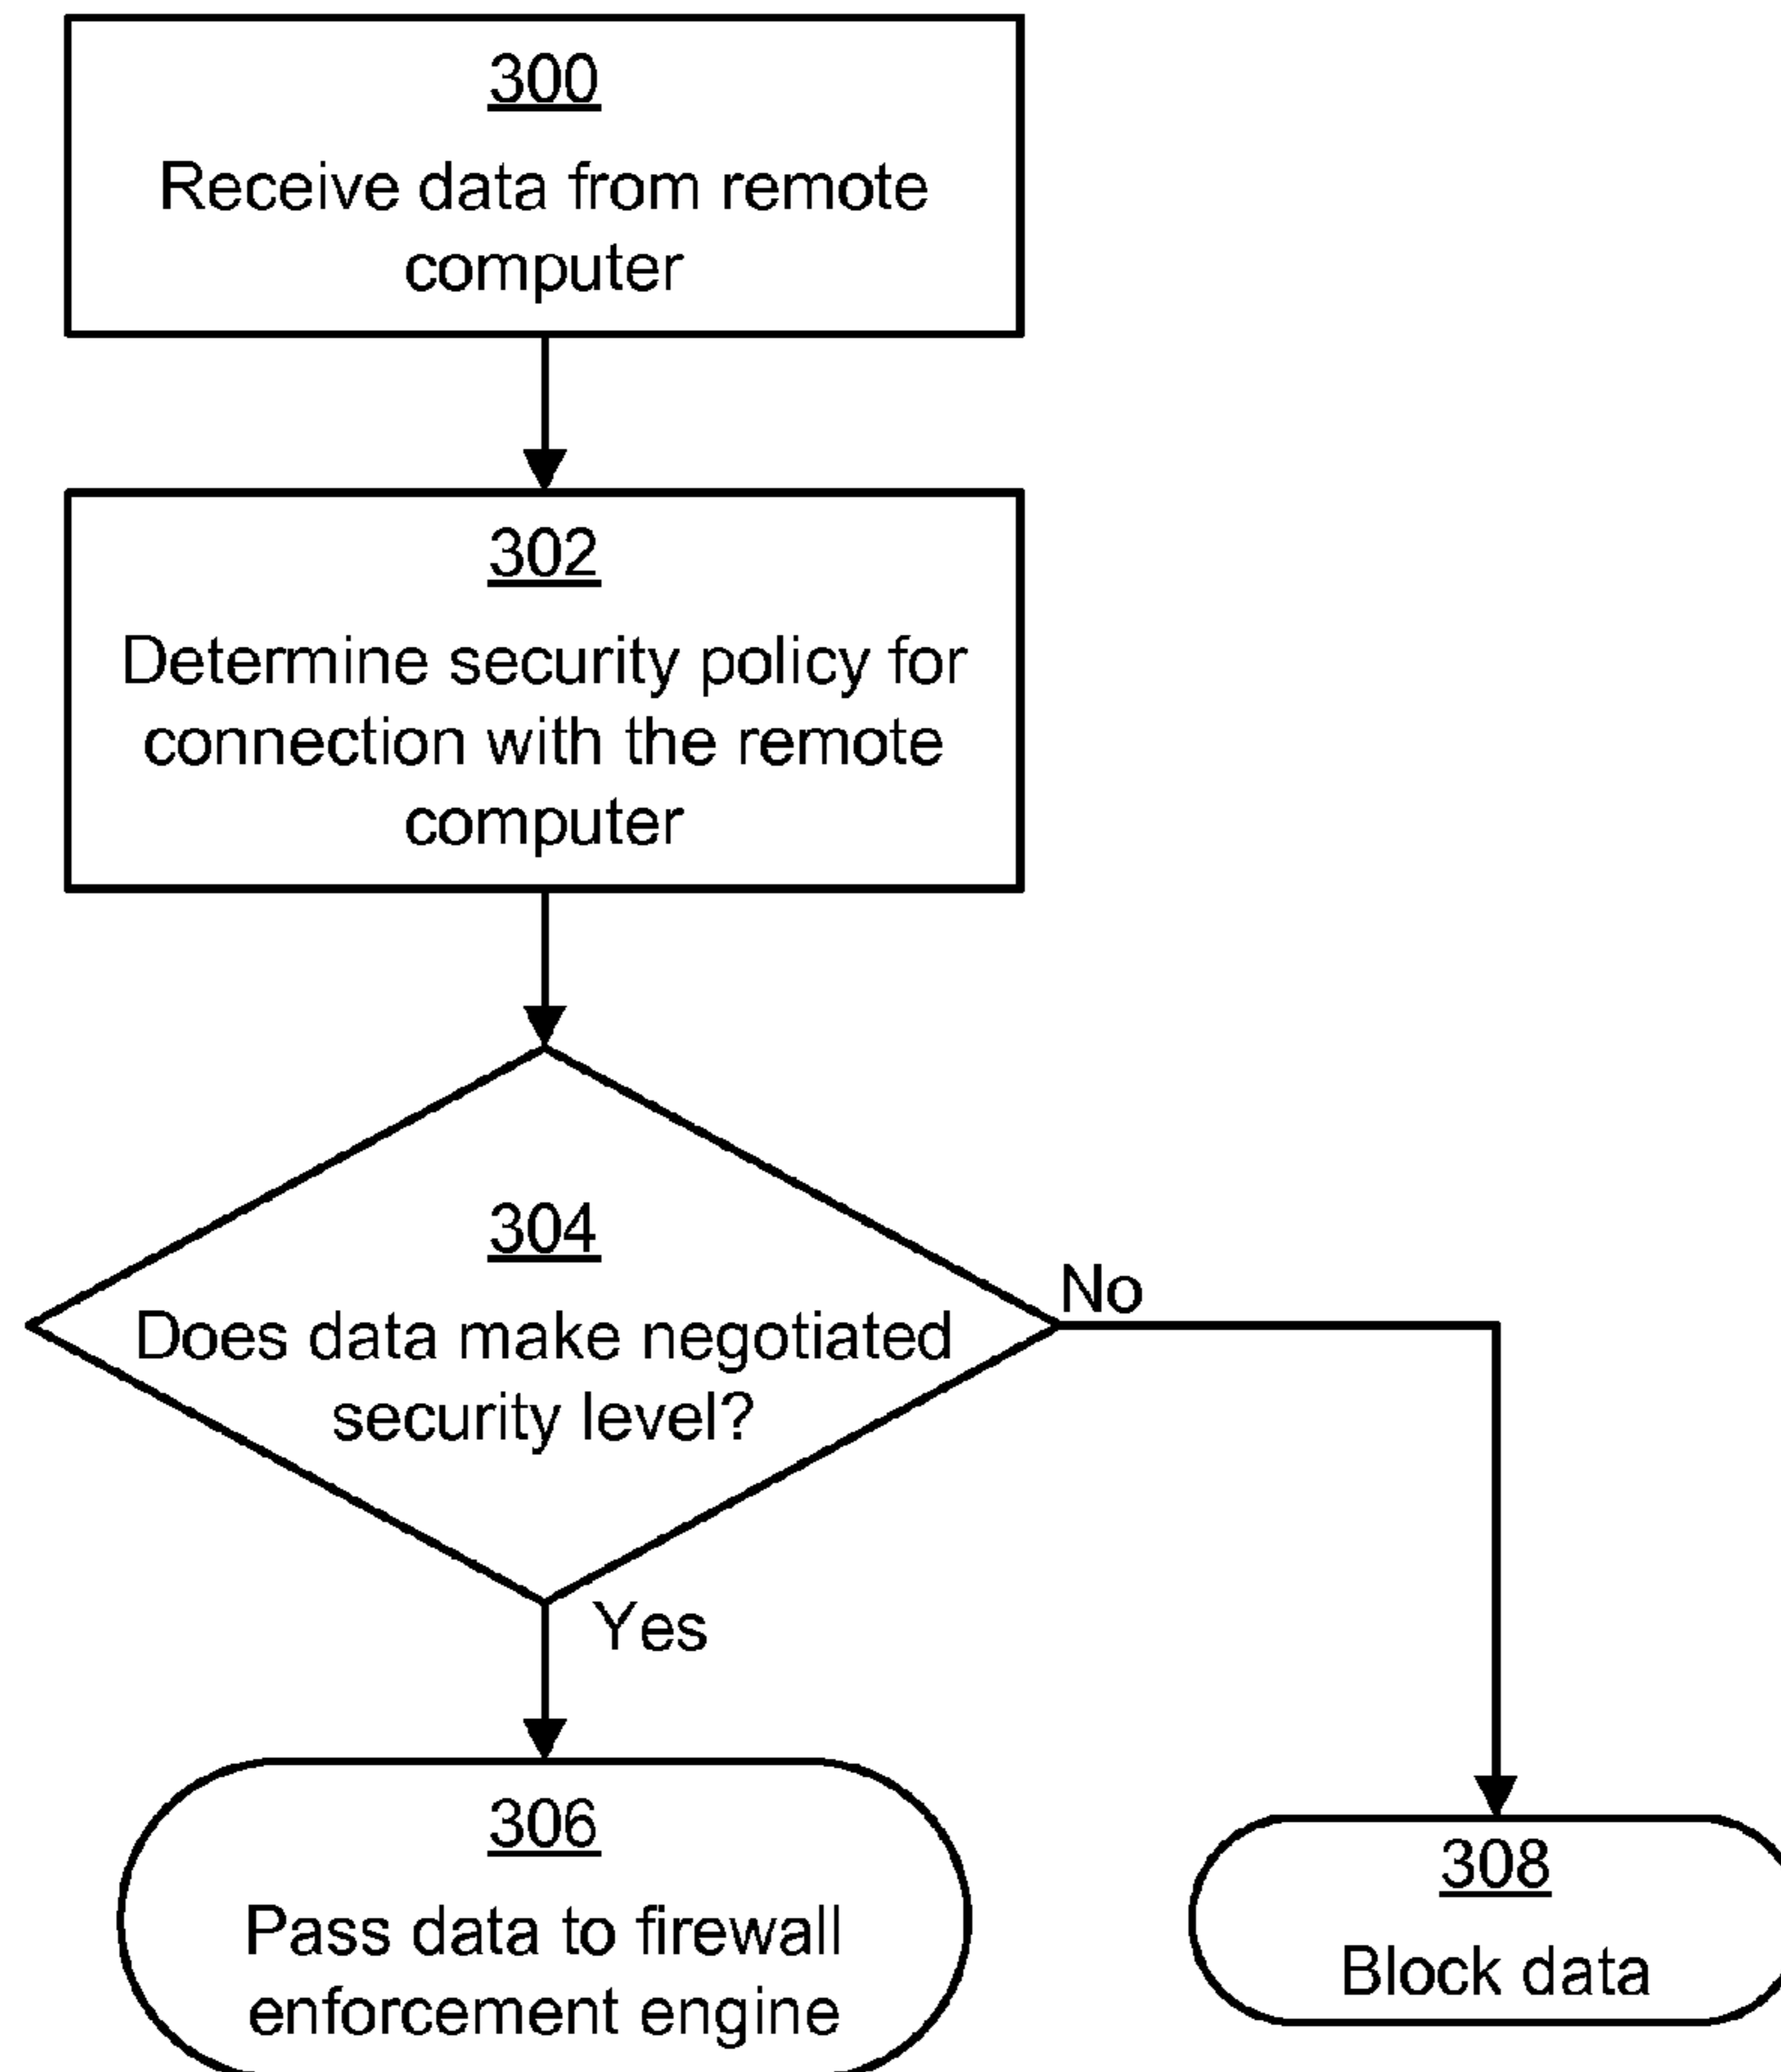 300
Receive data from remote
computer
302
Determine security policy for
connection with the remote
computer
304
Does data make negotiated
security level?
No
Yes
306
Pass data to firewall
enforcement engine
308
Block data